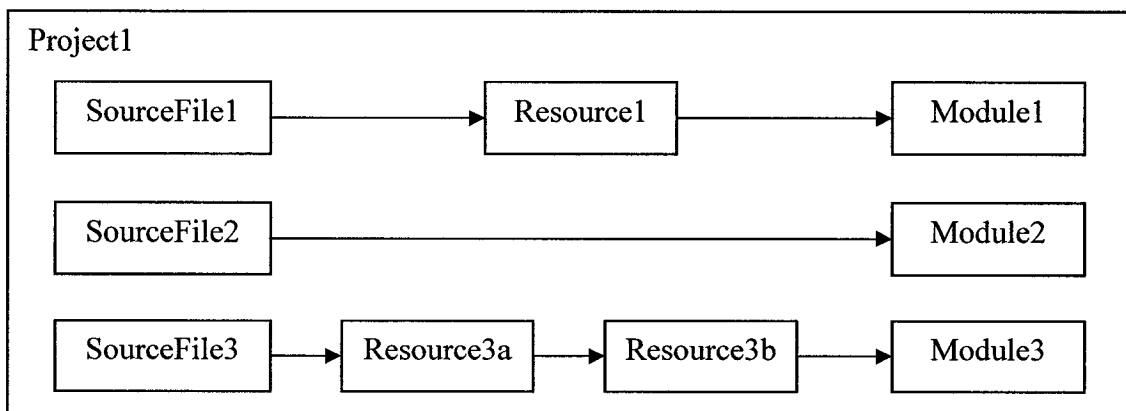 Project1
SourceFile1
Resource1
Module1
SourceFile2
Module2
SourceFile3
Resource3a
Resource3b
Module3